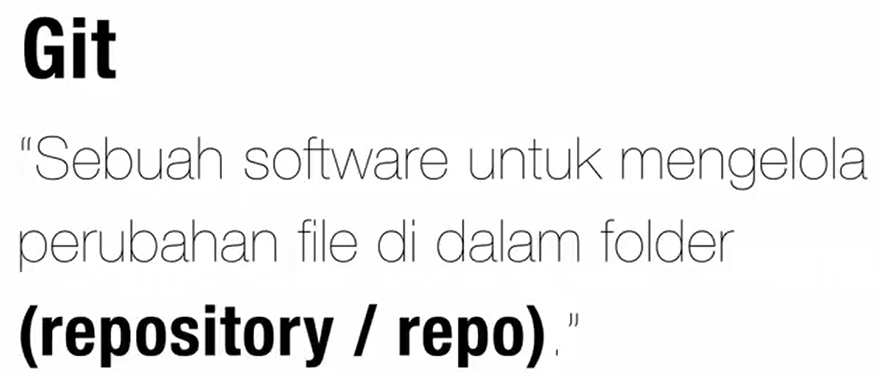 Git
“Sebuah software untuk mengelola
perubahan file di dalam folder
(repository / repo) .”